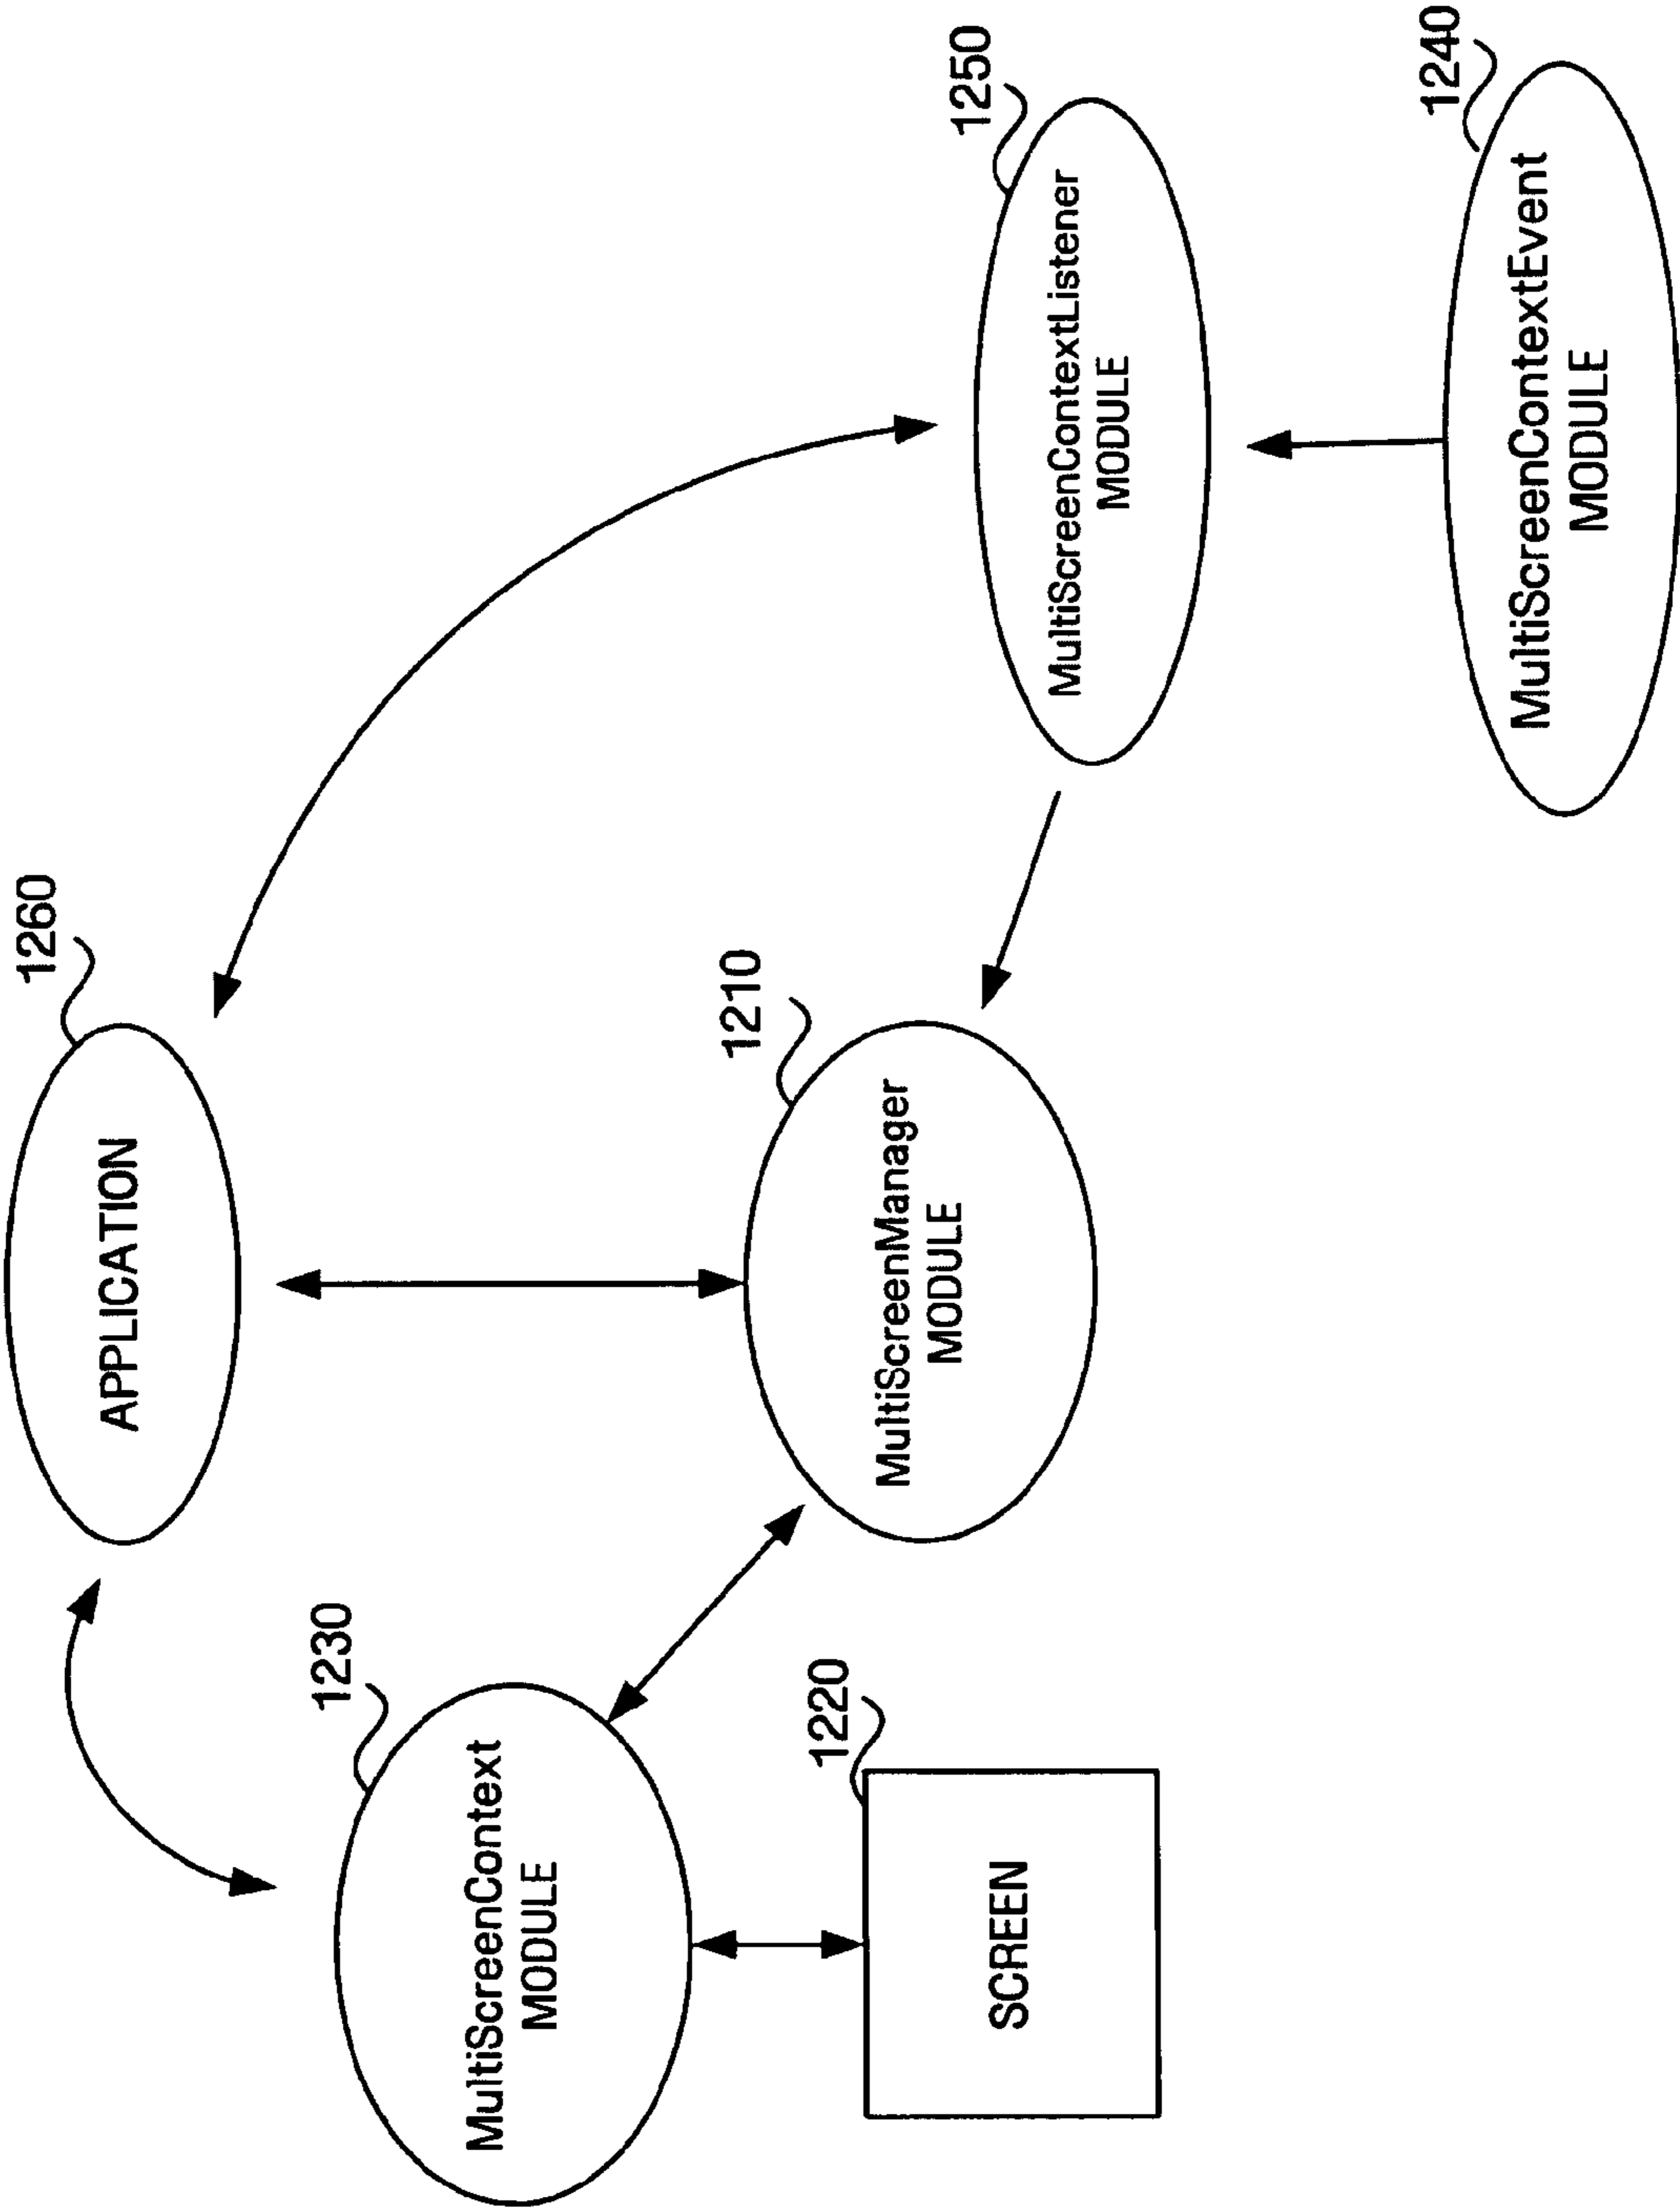 1260
APPLICATION
1230
MultiScreenContext
MODULE
1210
MultiScreenManager
MODULE
1220
SCREEN
1250
MultiScreenContextListener
MODULE
1240
MultiScreenContextEvent
MODULE